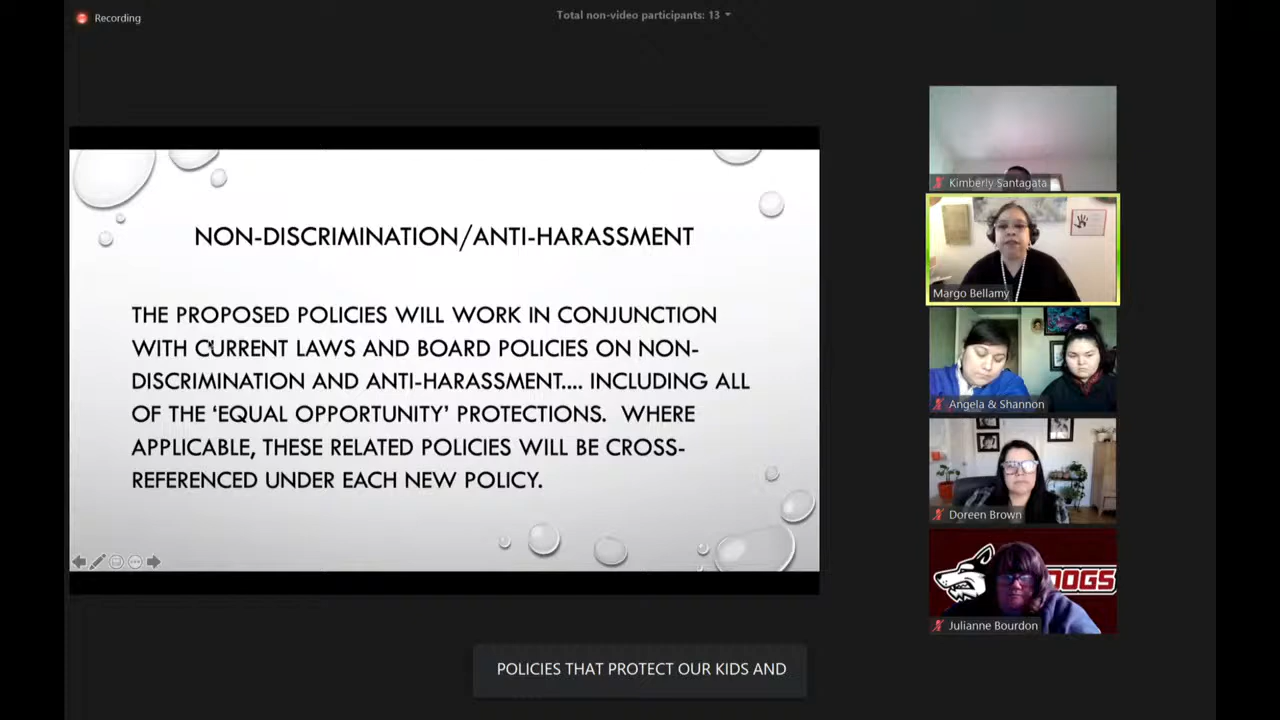 Recording
Total non-video participants: 13
NON-DISCRIMINATION/ANTI-HARASSMENT
THE PROPOSED POLICIES WILL WORK IN CONJUNCTION
WITH CURRENT LAWS AND BOARD POLICIES ON NON-
DISCRIMINATION AND ANTI-HARASSMENT.... INCLUDING ALL
OF THE ‘EQUAL OPPORTUNITY’ PROTECTIONS. WHERE
APPLICABLE, THESE RELATED POLICIES WILL BE CROSS-
REFERENCED UNDER EACH NEW POLICY.
Kimberly Santagata
Margo Bellamy
Angela & Shannon
Doreen Brown
DOGS
Julianne Bourdon
POLICIES THAT PROTECT OUR KIDS AND